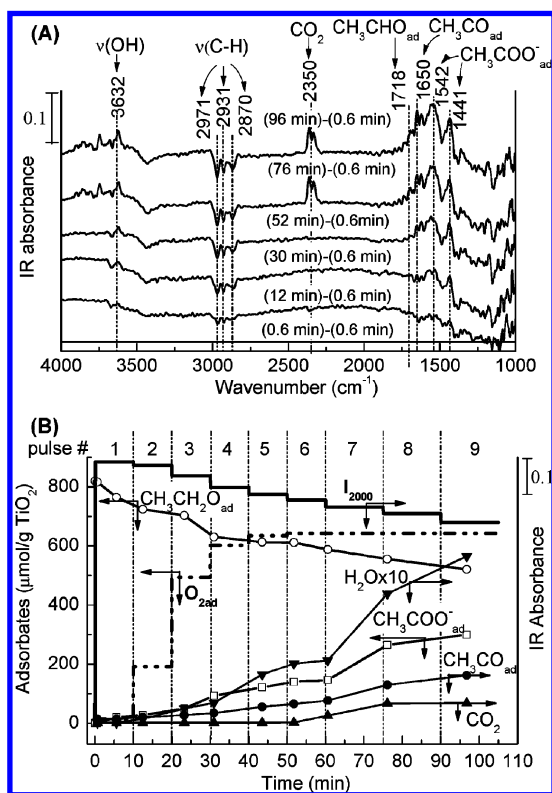 (A)
ν(OH)
ν(C-H)
CO2
CH3CHOad
CH3COad
CH3COO-ad
3632
2971
2931
2870
2350
1718
1650
1542
1441
0.1
IR absorbance
(96 min)-(0.6 min)
(76 min)-(0.6 min)
(52 min)-(0.6min)
(30 min)-(0.6 min)
(12 min)-(0.6 min)
(0.6 min)-(0.6 min)
4000 3500 3000 2500 2000 1500 1000
Wavenumber (cm-1)
(B)
pulse # 1 2 3 4 5 6 7 8 9
0.1
800
600
400
200
0
Adsorbates (μmol/g TiO2)
IR Absorbance
CH3CH2Oad
I2000
O2ad
H2Ox10
CH3COO-ad
CH3COad
CO2
0 10 20 30 40 50 60 70 80 90 100 110
Time (min)